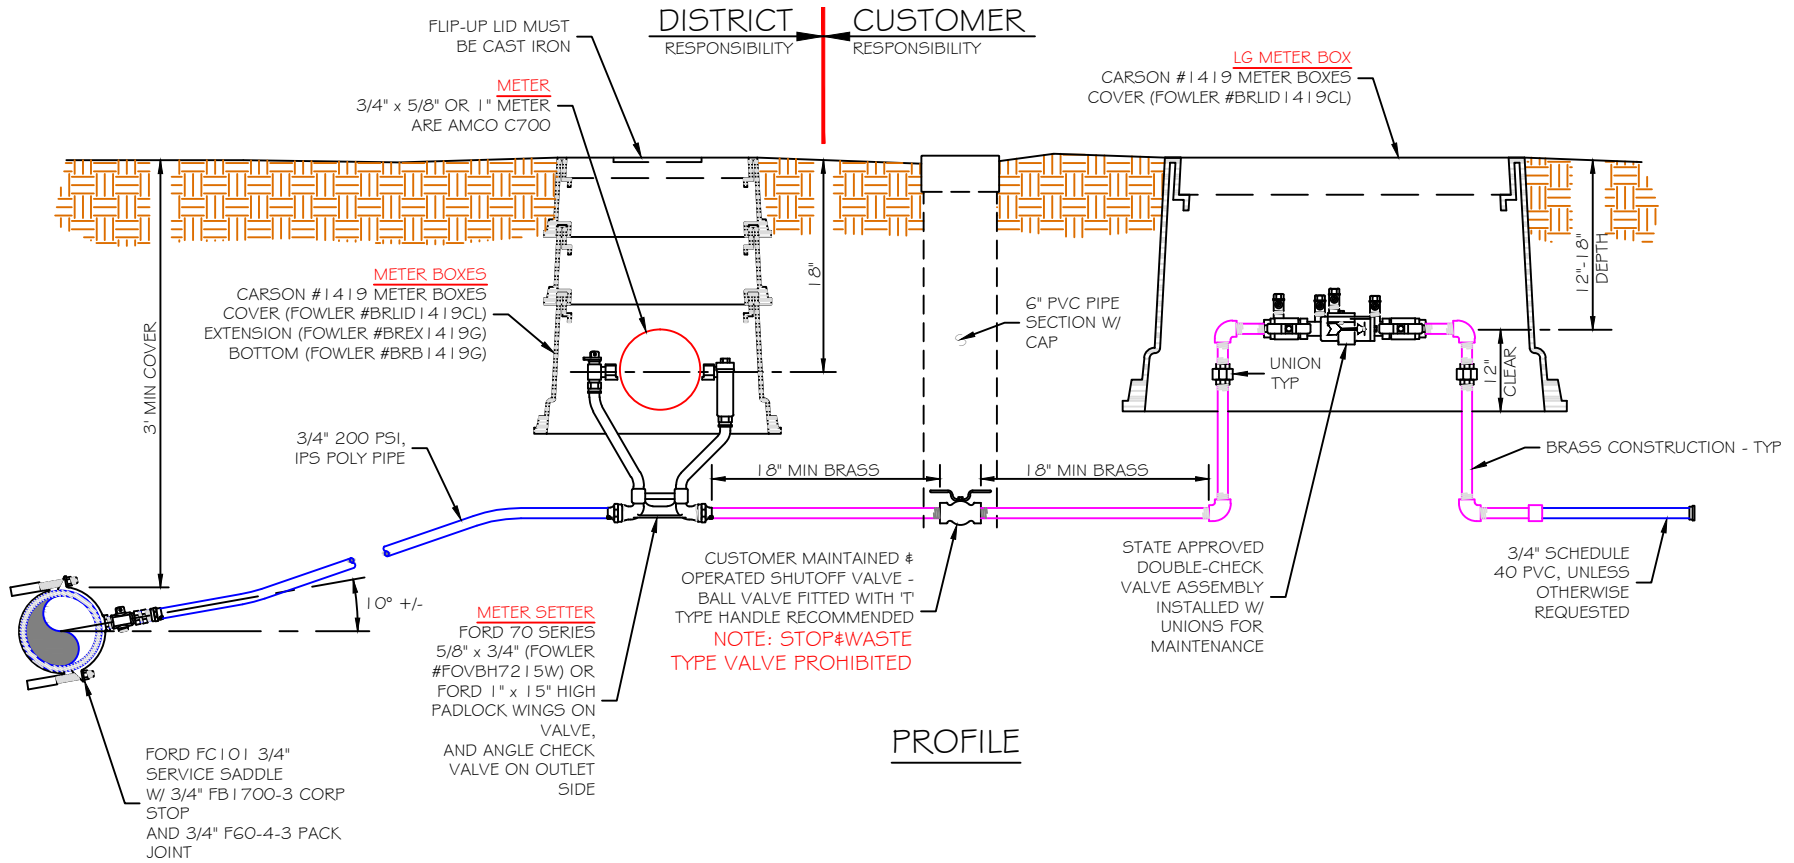 FLIP-UP LID MUST
BE CAST IRON
DISTRICT
RESPONSIBILITY
CUSTOMER
RESPONSIBILITY
METER
3/4" x 5/8" OR 1" METER
ARE AMCO C700
LG METER BOX
CARSON #1419 METER BOXES
COVER (FOWLER #BRLID1419CL)
METER BOXES
CARSON #1419 METER BOXES
COVER (FOWLER #BRLID1419CL)
EXTENSION (FOWLER #BREX1419G)
BOTTOM (FOWLER #BRB1419G)
3' MIN COVER
18"
6" PVC PIPE
SECTION W/
CAP
12"-18"
DEPTH
UNION
TYP
12"
CLEAR
3/4" 200 PSI,
IPS POLY PIPE
18" MIN BRASS
18" MIN BRASS
BRASS CONSTRUCTION - TYP
10° +/-
CUSTOMER MAINTAINED &
OPERATED SHUTOFF VALVE -
BALL VALVE FITTED WITH 'T'
TYPE HANDLE RECOMMENDED
NOTE: STOP&WASTE
TYPE VALVE PROHIBITED
STATE APPROVED
DOUBLE-CHECK
VALVE ASSEMBLY
INSTALLED W/
UNIONS FOR
MAINTENANCE
3/4" SCHEDULE
40 PVC, UNLESS
OTHERWISE
REQUESTED
METER SETTER
FORD 70 SERIES
5/8" x 3/4" (FOWLER
#FOVBH7215W) OR
FORD 1" x 15" HIGH
PADLOCK WINGS ON
VALVE,
AND ANGLE CHECK
VALVE ON OUTLET
SIDE
FORD FC101 3/4"
SERVICE SADDLE
W/ 3/4" FB1700-3 CORP
STOP
AND 3/4" F60-4-3 PACK
JOINT
PROFILE